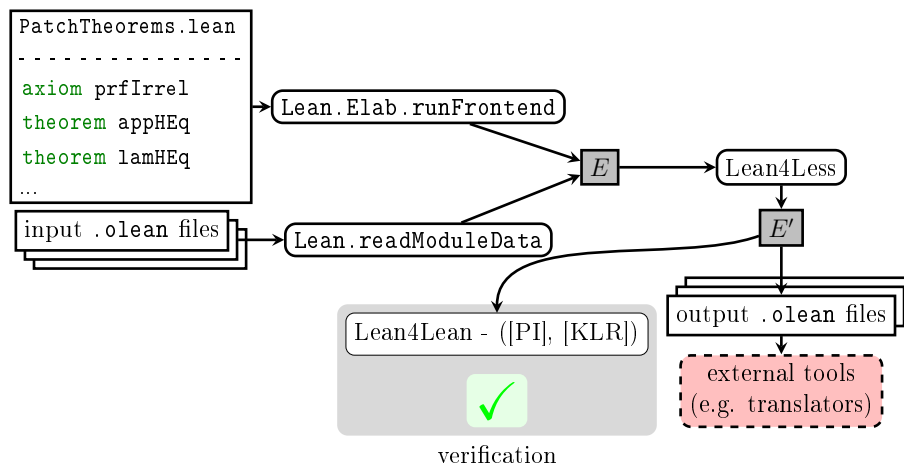 PatchTheorems.lean
- - - - - - - - - - - - - - -
axiom prfIrrel
theorem appHEq
theorem lamHEq
...
Lean.Elab.runFrontend
E
Lean4Less
input .olean files
Lean.readModuleData
E′
output .olean files
Lean4Lean - ([PI], [KLR])
✓
external tools
(e.g. translators)
verification